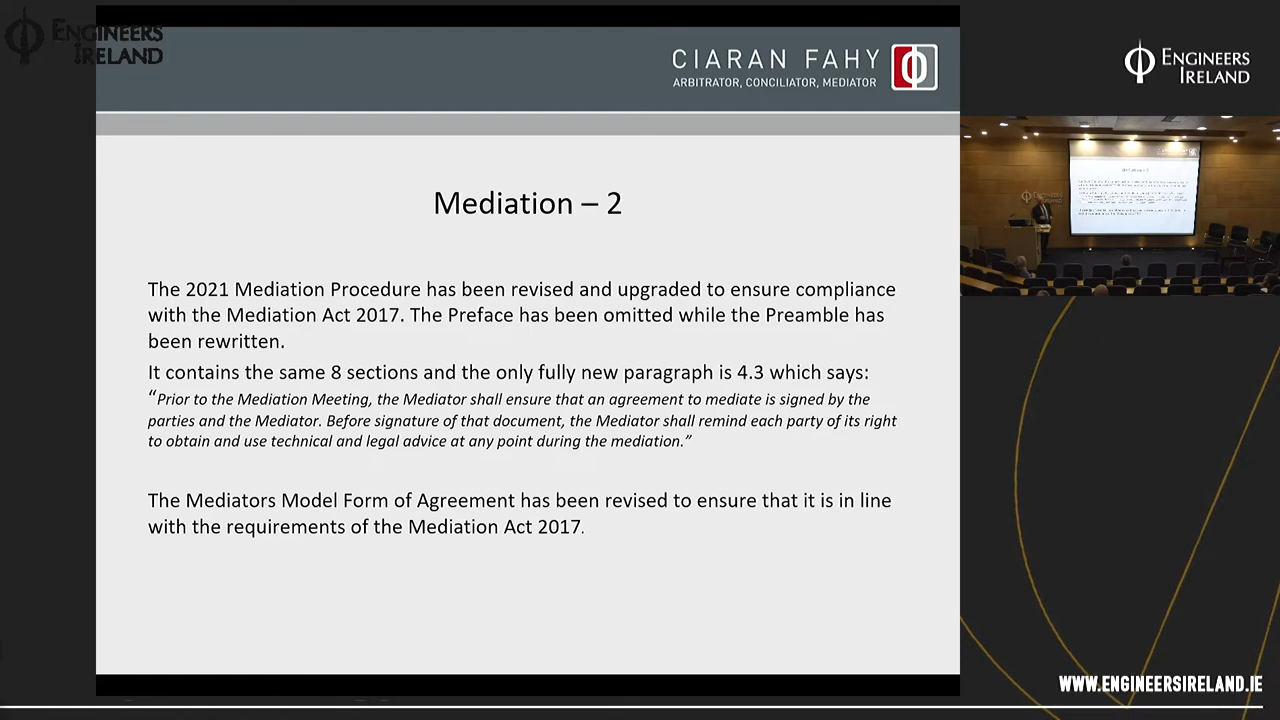 ENGINEERS
IRELAND
CIARAN FAHY
ARBITRATOR, CONCILIATOR, MEDIATOR
ENGINEERS
IRELAND
Mediation – 2
The 2021 Mediation Procedure has been revised and upgraded to ensure compliance
with the Mediation Act 2017. The Preface has been omitted while the Preamble has
been rewritten.
It contains the same 8 sections and the only fully new paragraph is 4.3 which says:
“Prior to the Mediation Meeting, the Mediator shall ensure that an agreement to mediate is signed by the
parties and the Mediator. Before signature of that document, the Mediator shall remind each party of its right
to obtain and use technical and legal advice at any point during the mediation.”
The Mediators Model Form of Agreement has been revised to ensure that it is in line
with the requirements of the Mediation Act 2017.
WWW.ENGINEERSIRELAND.IE